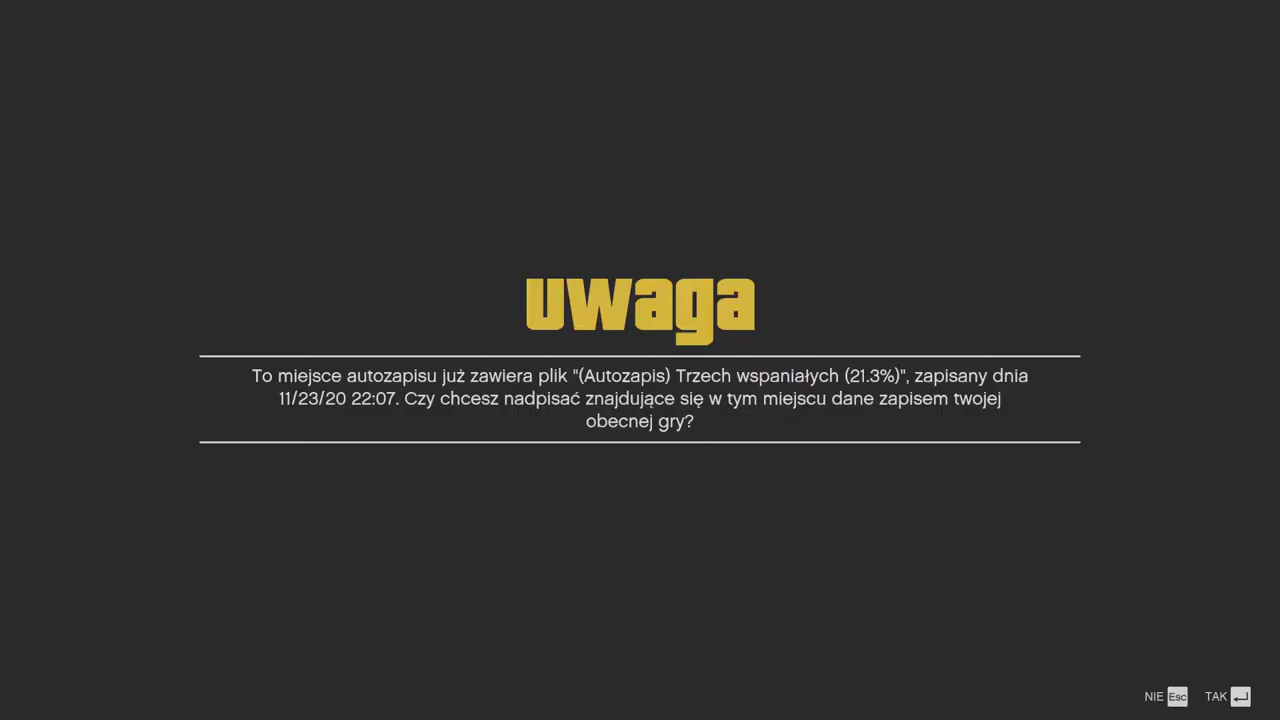 uwaga
To miejsce autozapisu już zawiera plik "(Autozapis) Trzech wspaniałych (21.3%)", zapisany dnia
11/23/20 22:07. Czy chcesz nadpisać znajdujące się w tym miejscu dane zapisem twojej
obecnej gry?
NIE Esc TAK